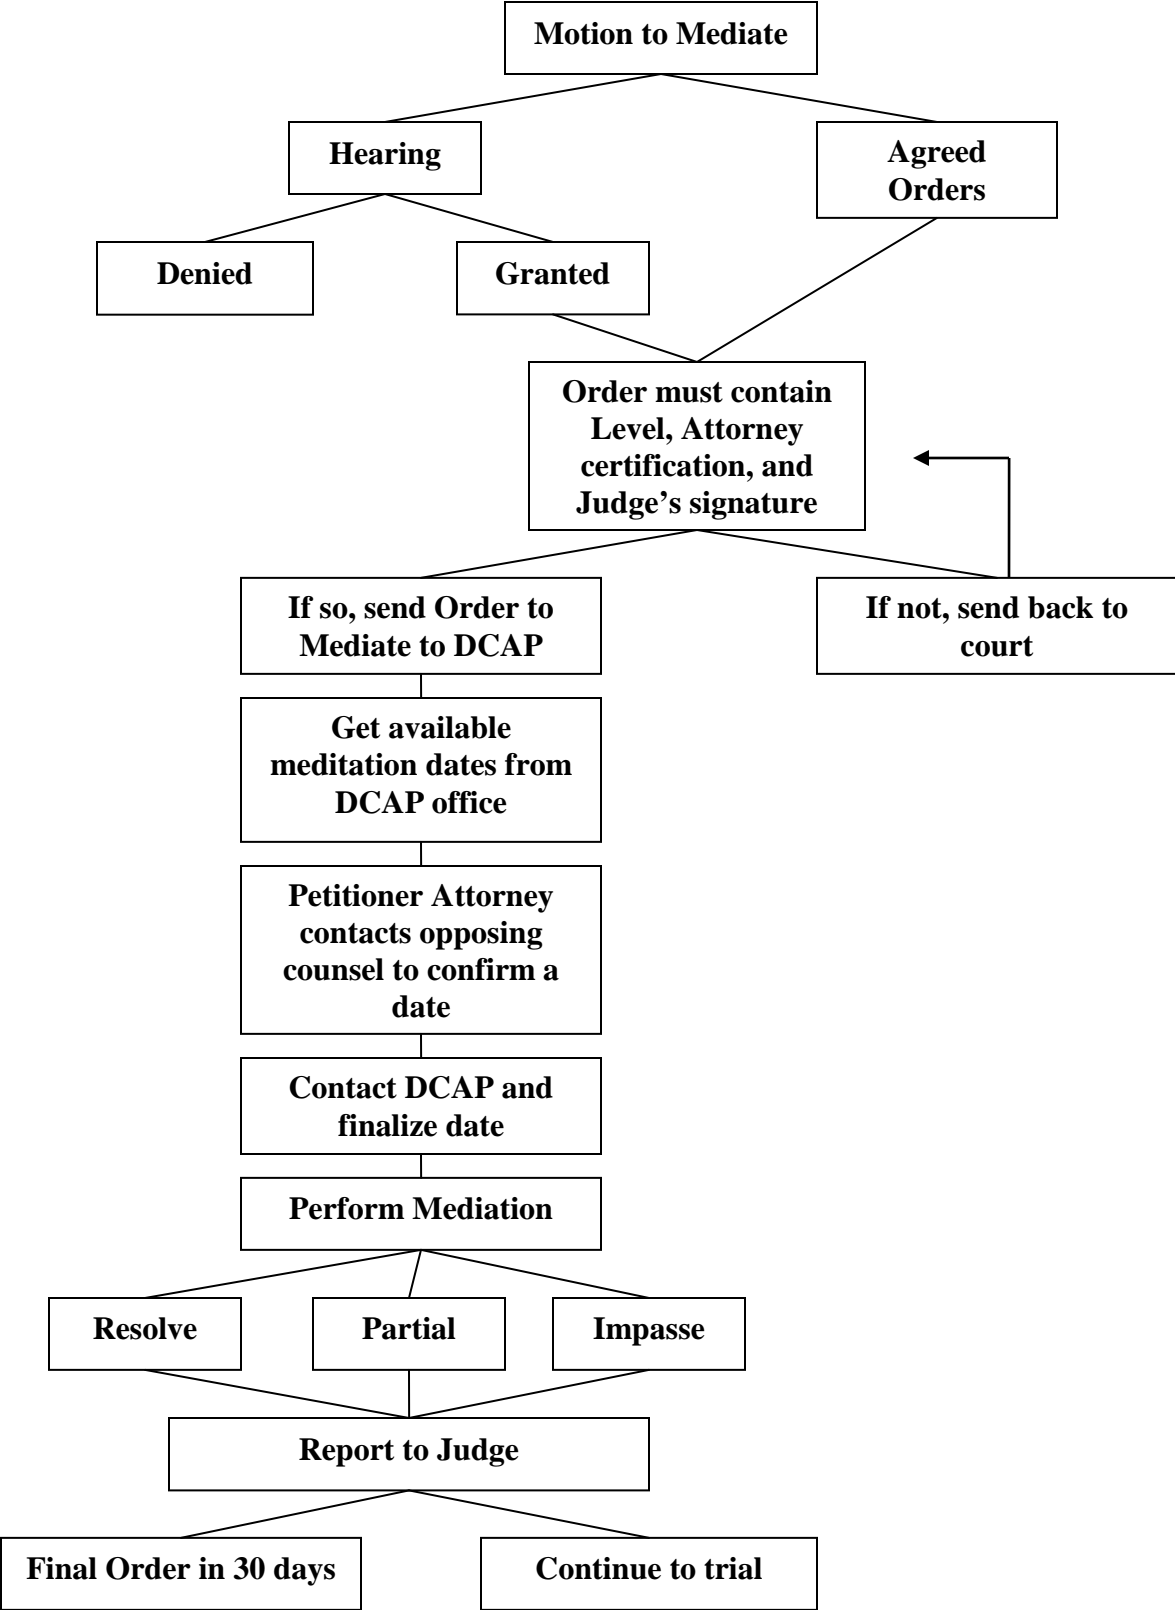 Motion to Mediate
Hearing
Agreed
Orders
Denied
Granted
Order must contain
Level, Attorney
certification, and
Judge’s signature
If so, send Order to
Mediate to DCAP
If not, send back to
court
Get available
meditation dates from
DCAP office
Petitioner Attorney
contacts opposing
counsel to confirm a
date
Contact DCAP and
finalize date
Perform Mediation
Resolve
Partial
Impasse
Report to Judge
Final Order in 30 days
Continue to trial